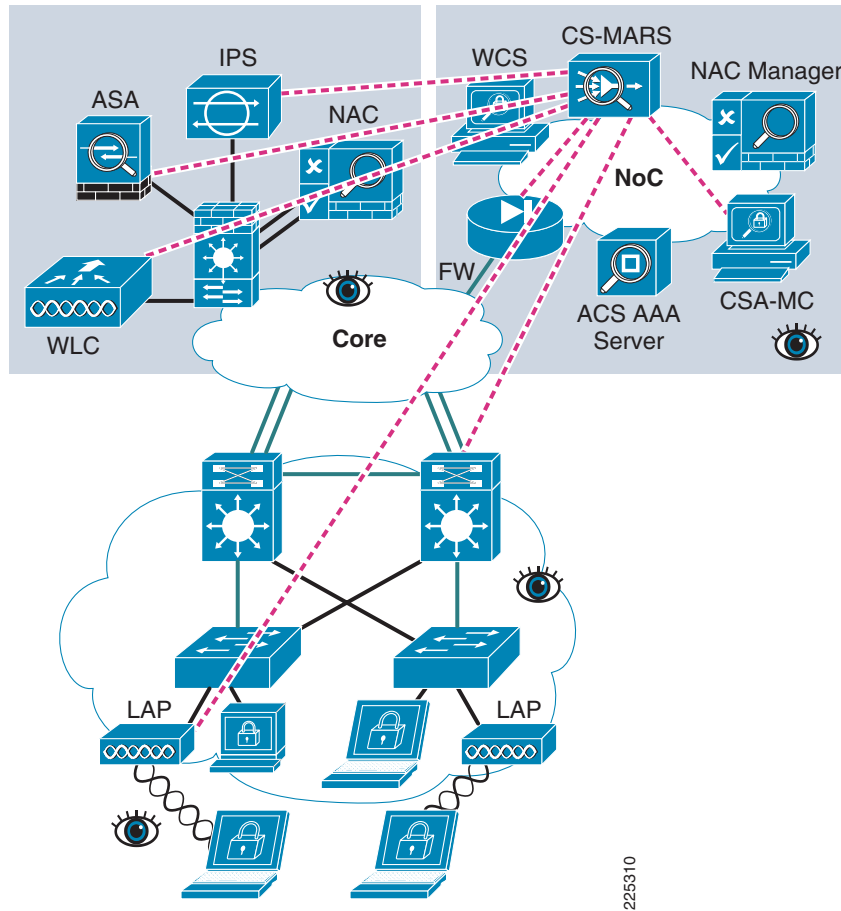 IPS
ASA
NAC
WLC
Core
CS-MARS
WCS
NAC Manager
NoC
FW
ACS AAA
Server
CSA-MC
LAP
LAP
225310